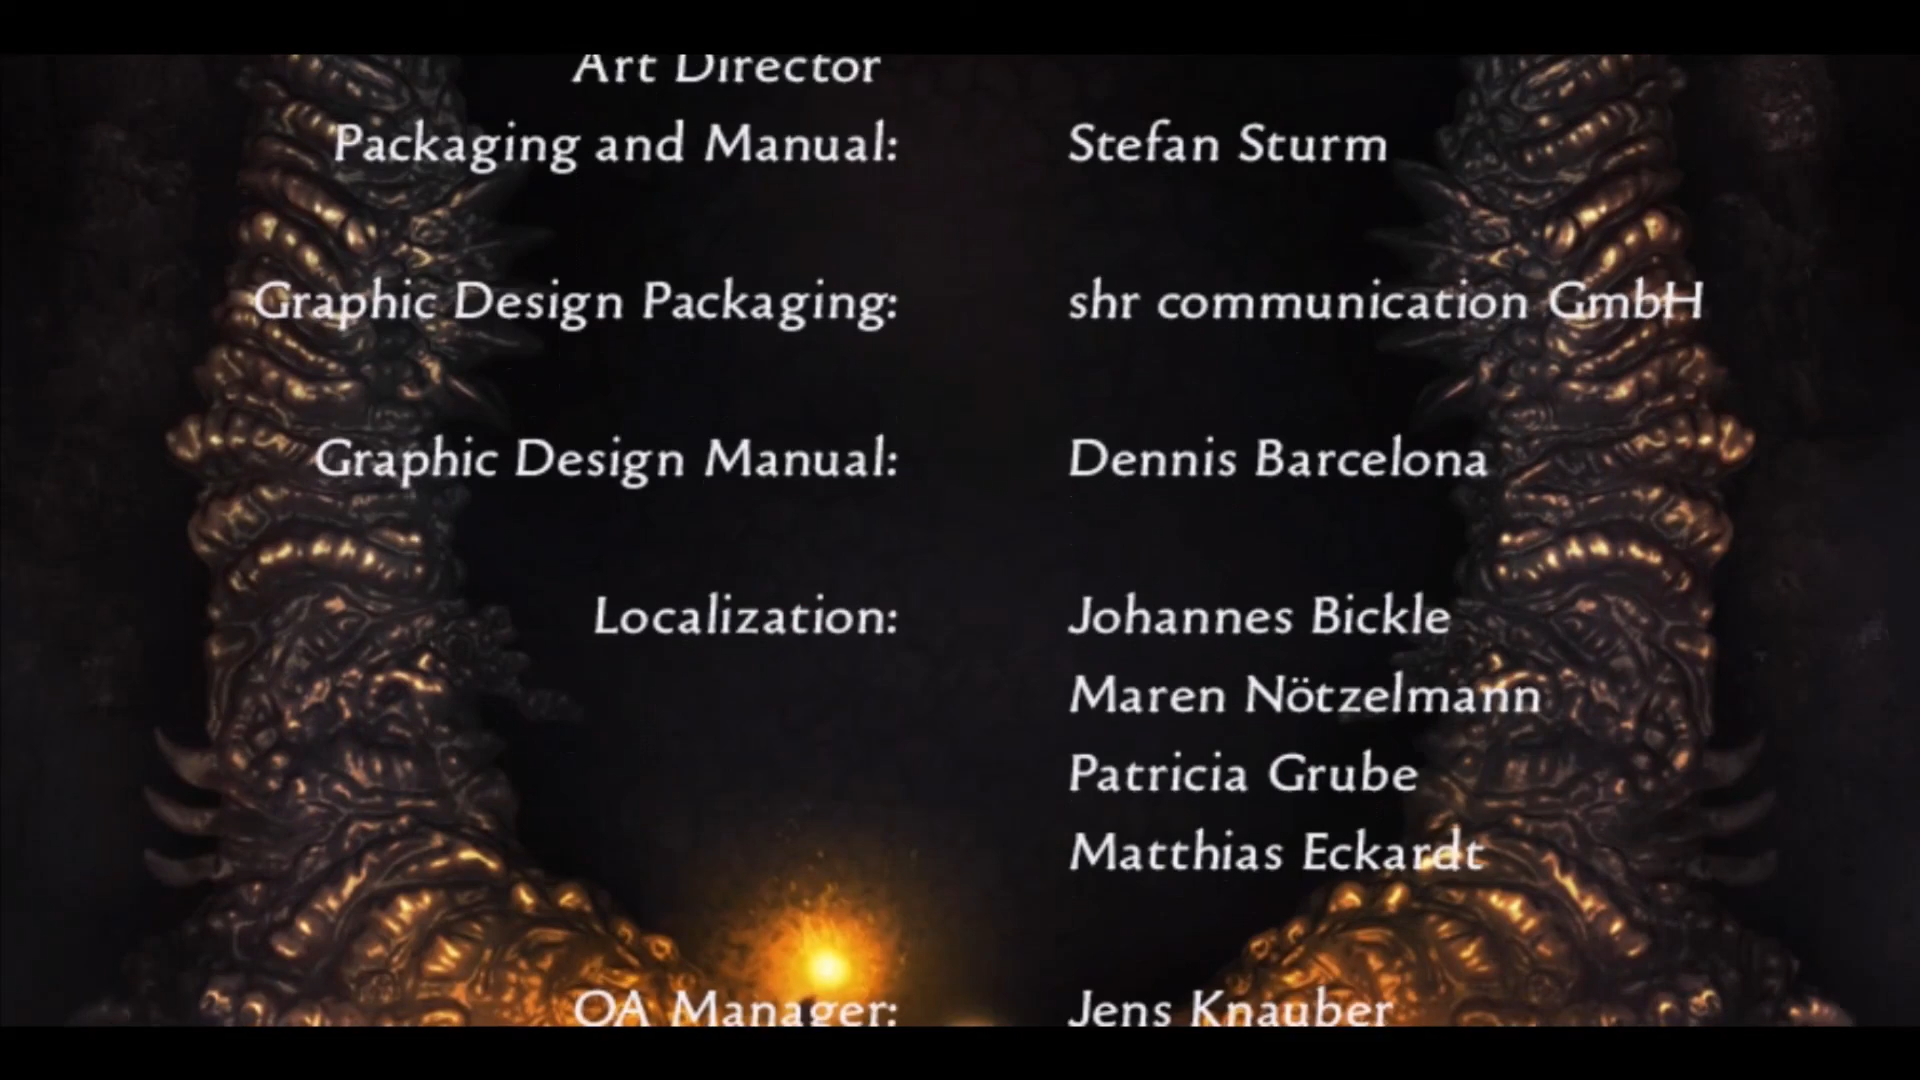 Art Director
Packaging and Manual: Stefan Sturm
Graphic Design Packaging: shr communication GmbH
Graphic Design Manual: Dennis Barcelona
Localization: Johannes Bickle
Maren Nötzelmann
Patricia Grube
Matthias Eckardt
QA Manager: Jens Knauber